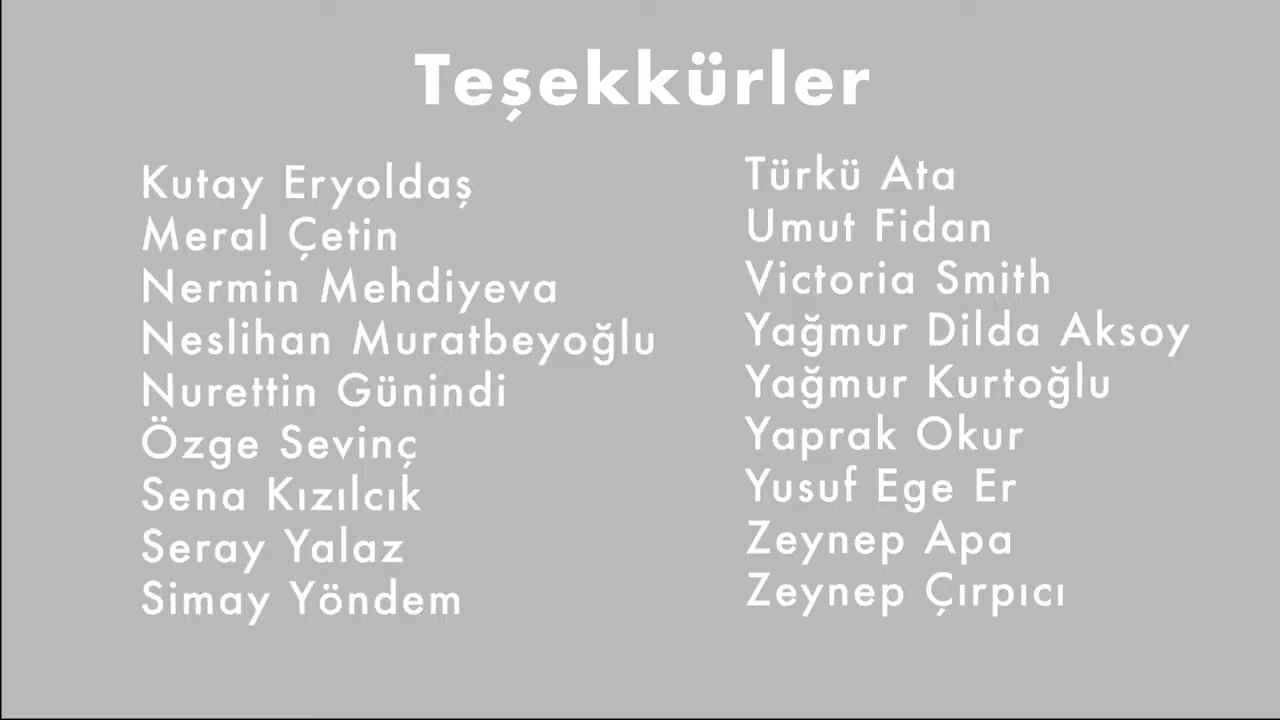 Teşekkürler
Kutay Eryoldaş
Meral Çetin
Nermin Mehdiyeva
Neslihan Muratbeyoğlu
Nurettin Günindi
Özge Sevinç
Sena Kızılcık
Seray Yalaz
Simay Yöndem
Türkü Ata
Umut Fidan
Victoria Smith
Yağmur Dilda Aksoy
Yağmur Kurtoğlu
Yaprak Okur
Yusuf Ege Er
Zeynep Apa
Zeynep Çırpıcı